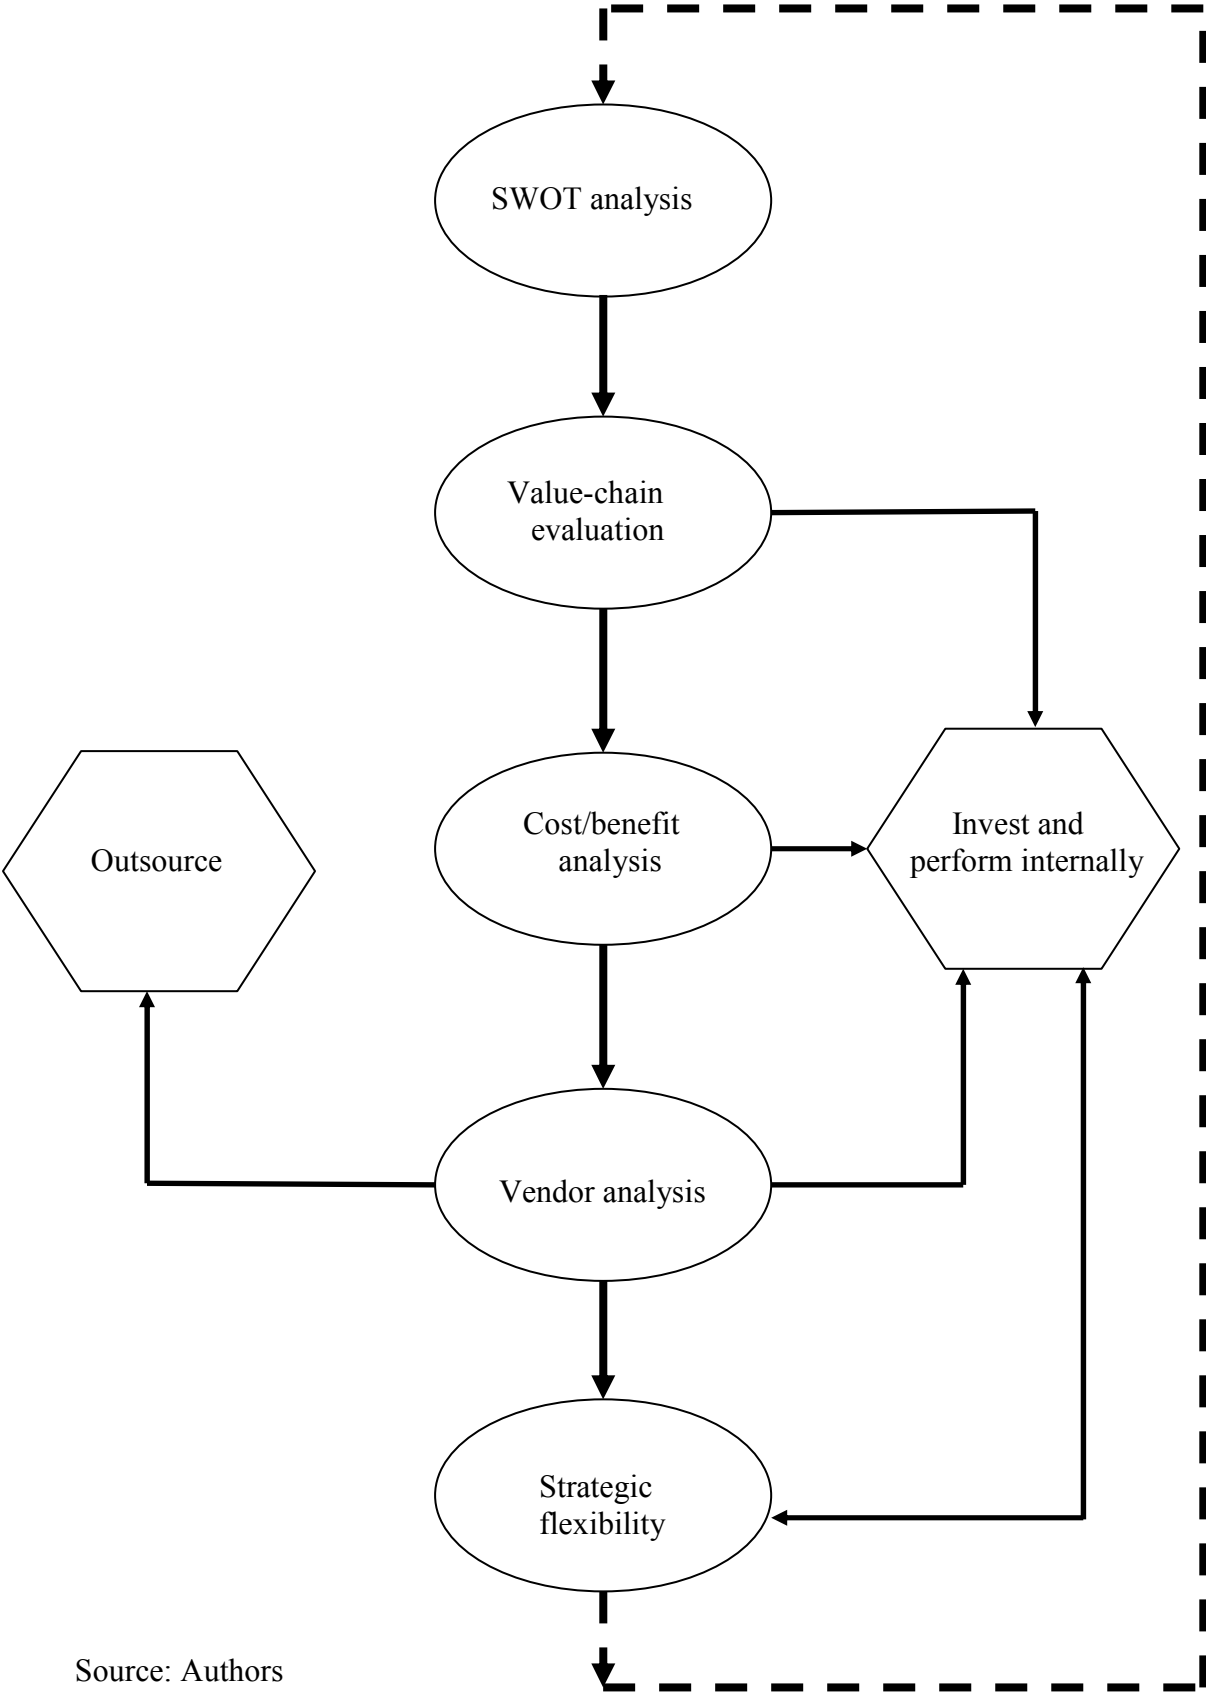 SWOT analysis
Value-chain
evaluation
Cost/benefit
analysis
Invest and
perform internally
Outsource
Vendor analysis
Strategic
flexibility
Source: Authors